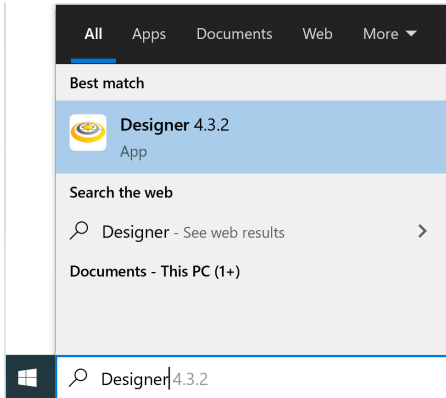 All Apps Documents Web More
Best match
Designer 4.3.2
App
Search the web
Designer - See web results
Documents - This PC (1+)
Designer 4.3.2